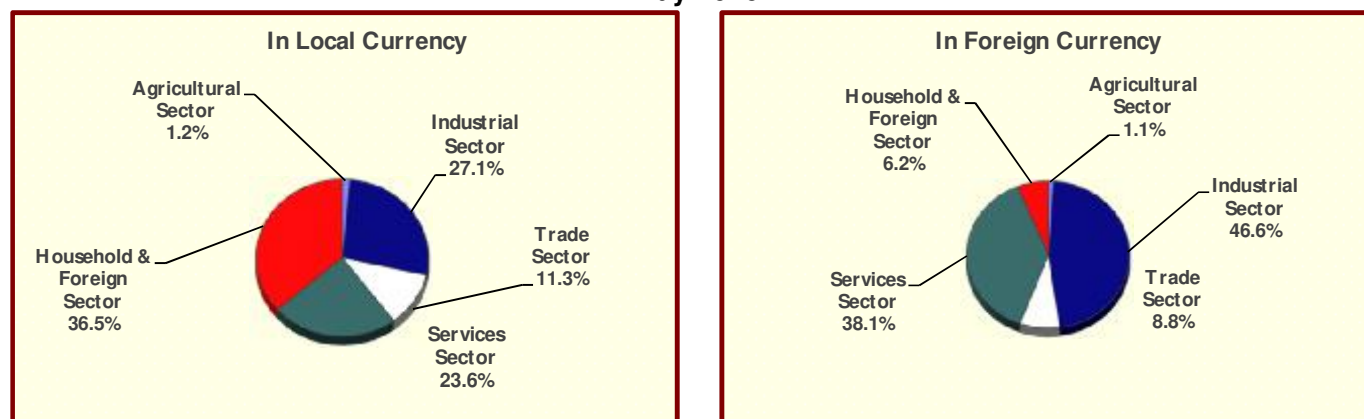 In Local Currency
Agricultural
Sector
1.2%
Industrial
Sector
27.1%
Trade
Sector
11.3%
Services
Sector
23.6%
Household &
Foreign
Sector
36.5%
In Foreign Currency
Household &
Foreign
Sector
6.2%
Agricultural
Sector
1.1%
Industrial
Sector
46.6%
Trade
Sector
8.8%
Services
Sector
38.1%